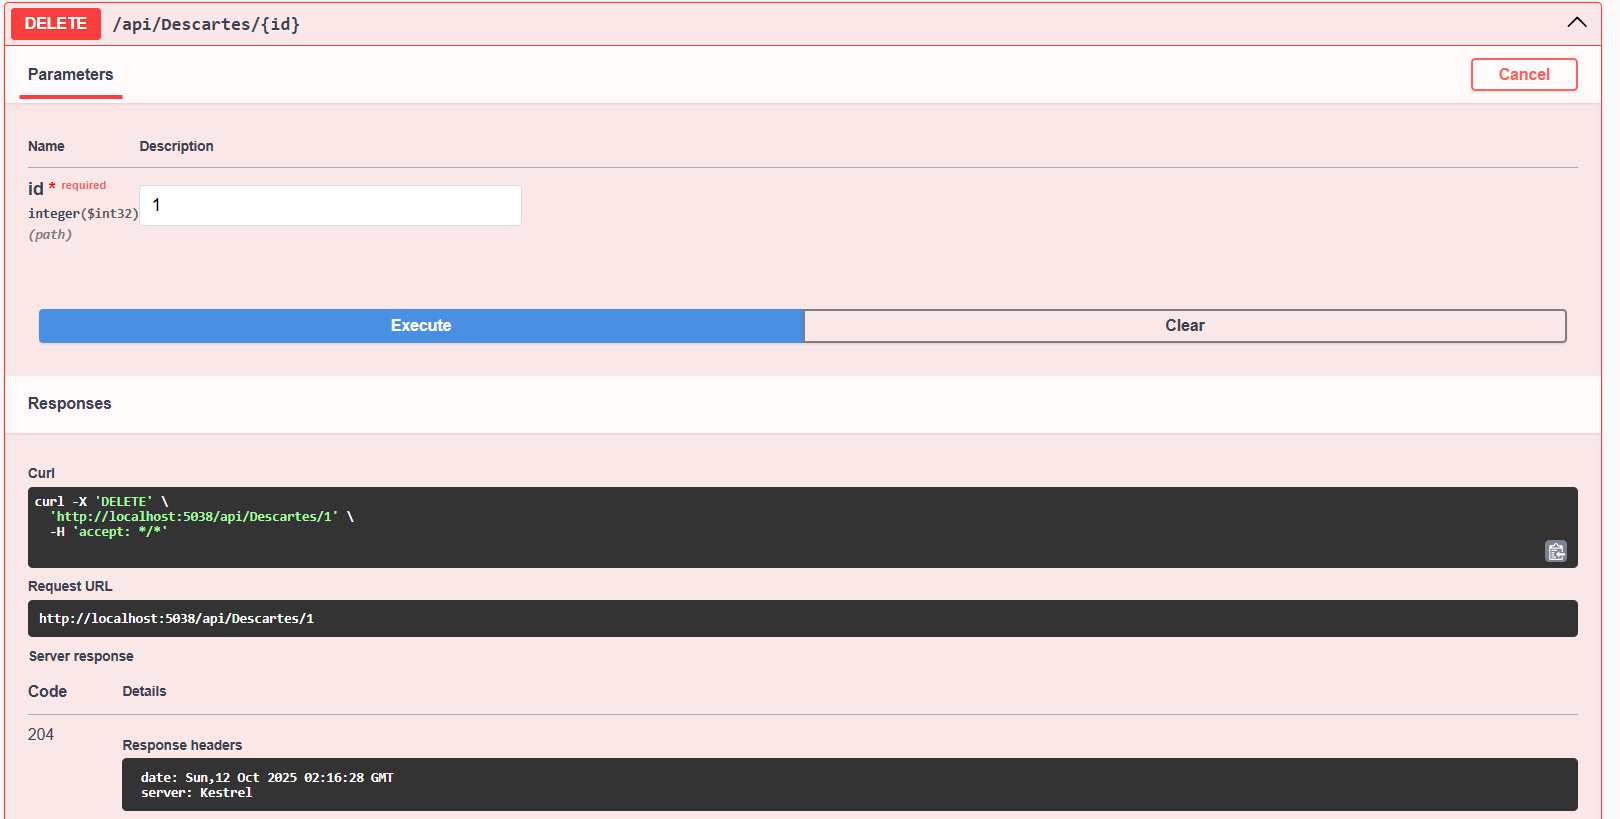 DELETE /api/Descartes/{id}
Parameters
Cancel
Name Description
id * required
integer($int32)
(path)
1
Execute
Clear
Responses
Curl
curl -X 'DELETE' \
  'http://localhost:5038/api/Descartes/1' \
  -H 'accept: */*'
Request URL
http://localhost:5038/api/Descartes/1
Server response
Code Details
204
Response headers
date: Sun,12 Oct 2025 02:16:28 GMT
server: Kestrel